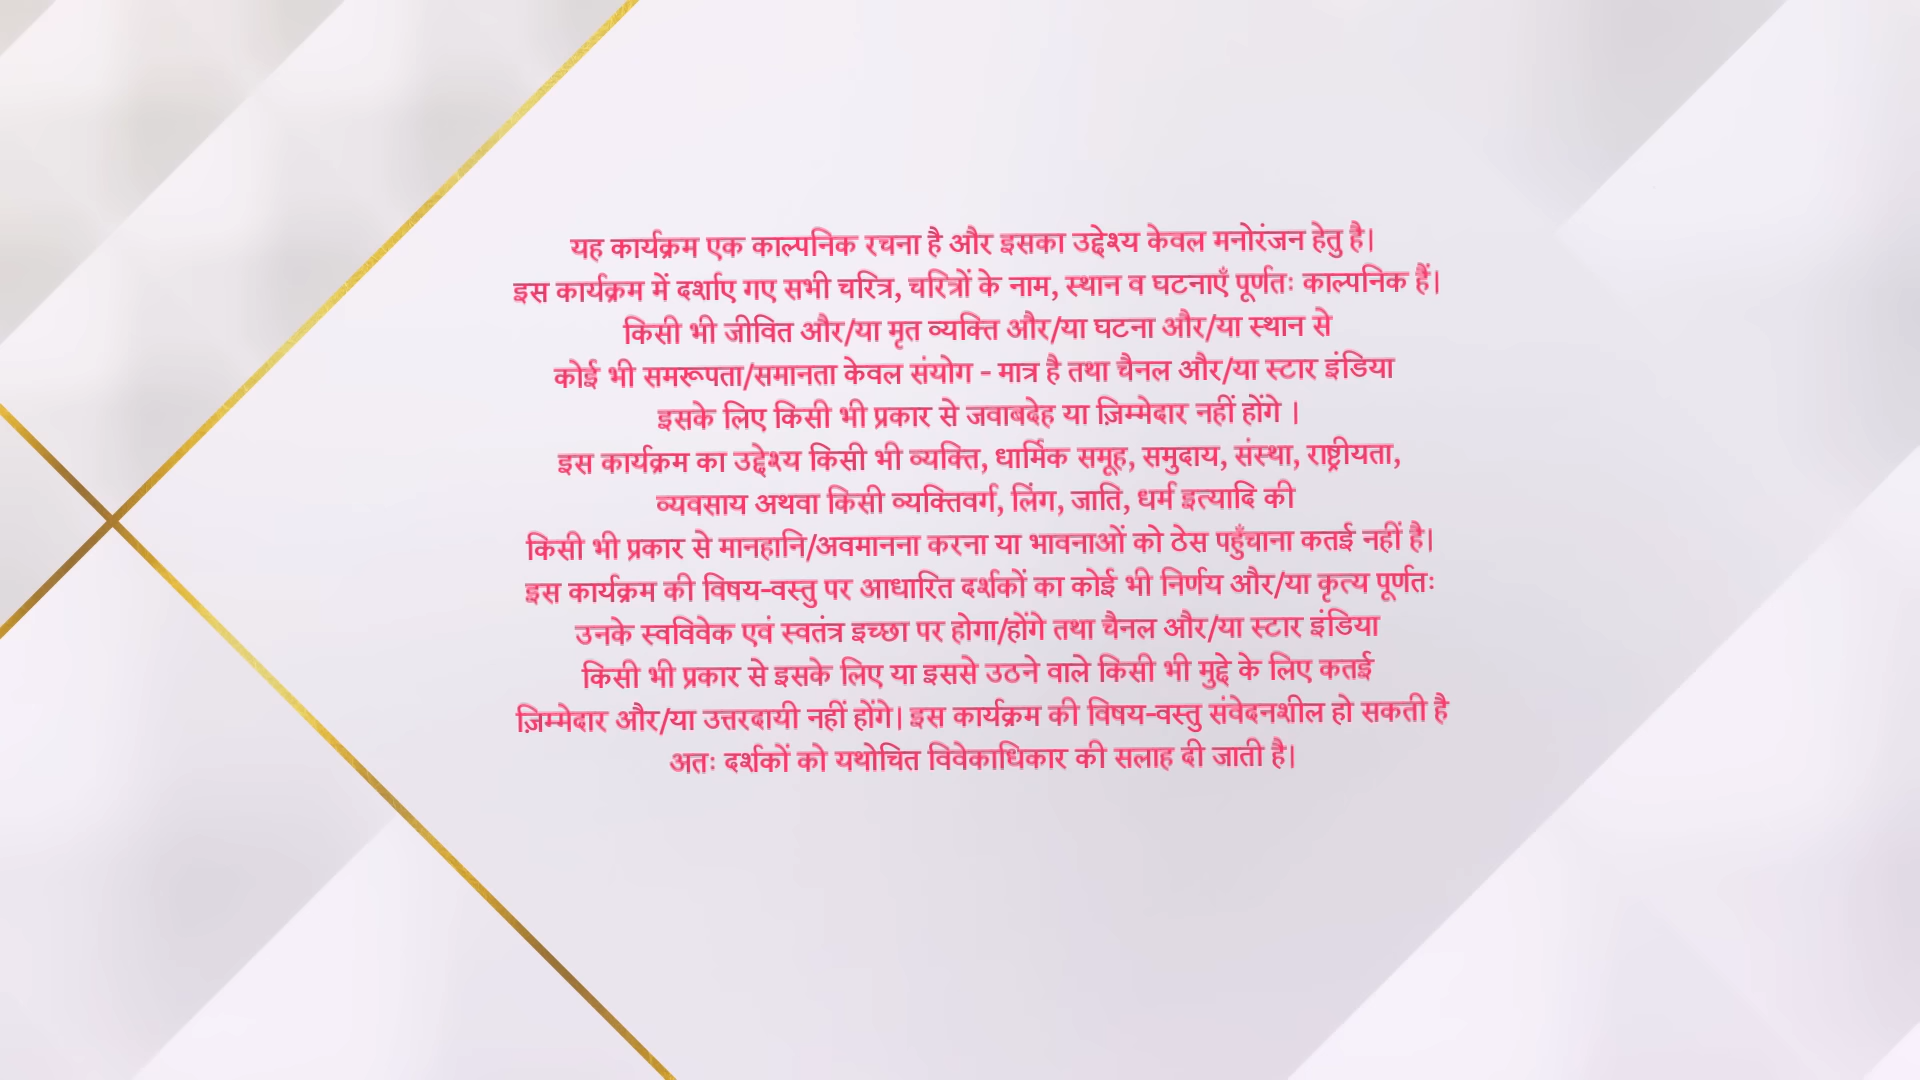 यह कार्यक्रम एक काल्पनिक रचना है और इसका उद्देश्य केवल मनोरंजन हेतु है।
इस कार्यक्रम में दर्शाए गए सभी चरित्र, चरित्रों के नाम, स्थान व घटनाएँ पूर्णतः काल्पनिक हैं।
किसी भी जीवित और/या मृत व्यक्ति और/या घटना और/या स्थान से
कोई भी समरूपता/समानता केवल संयोग - मात्र है तथा चैनल और/या स्टार इंडिया
इसके लिए किसी भी प्रकार से जवाबदेह या ज़िम्मेदार नहीं होंगे ।
इस कार्यक्रम का उद्देश्य किसी भी व्यक्ति, धार्मिक समूह, समुदाय, संस्था, राष्ट्रीयता,
व्यवसाय अथवा किसी व्यक्तिवर्ग, लिंग, जाति, धर्म इत्यादि की
किसी भी प्रकार से मानहानि/अवमानना करना या भावनाओं को ठेस पहुँचाना कतई नहीं है।
इस कार्यक्रम की विषय-वस्तु पर आधारित दर्शकों का कोई भी निर्णय और/या कृत्य पूर्णतः
उनके स्वविवेक एवं स्वतंत्र इच्छा पर होगा/होंगे तथा चैनल और/या स्टार इंडिया
किसी भी प्रकार से इसके लिए या इससे उठने वाले किसी भी मुद्दे के लिए कतई
ज़िम्मेदार और/या उत्तरदायी नहीं होंगे। इस कार्यक्रम की विषय-वस्तु संवेदनशील हो सकती है
अतः दर्शकों को यथोचित विवेकाधिकार की सलाह दी जाती है।